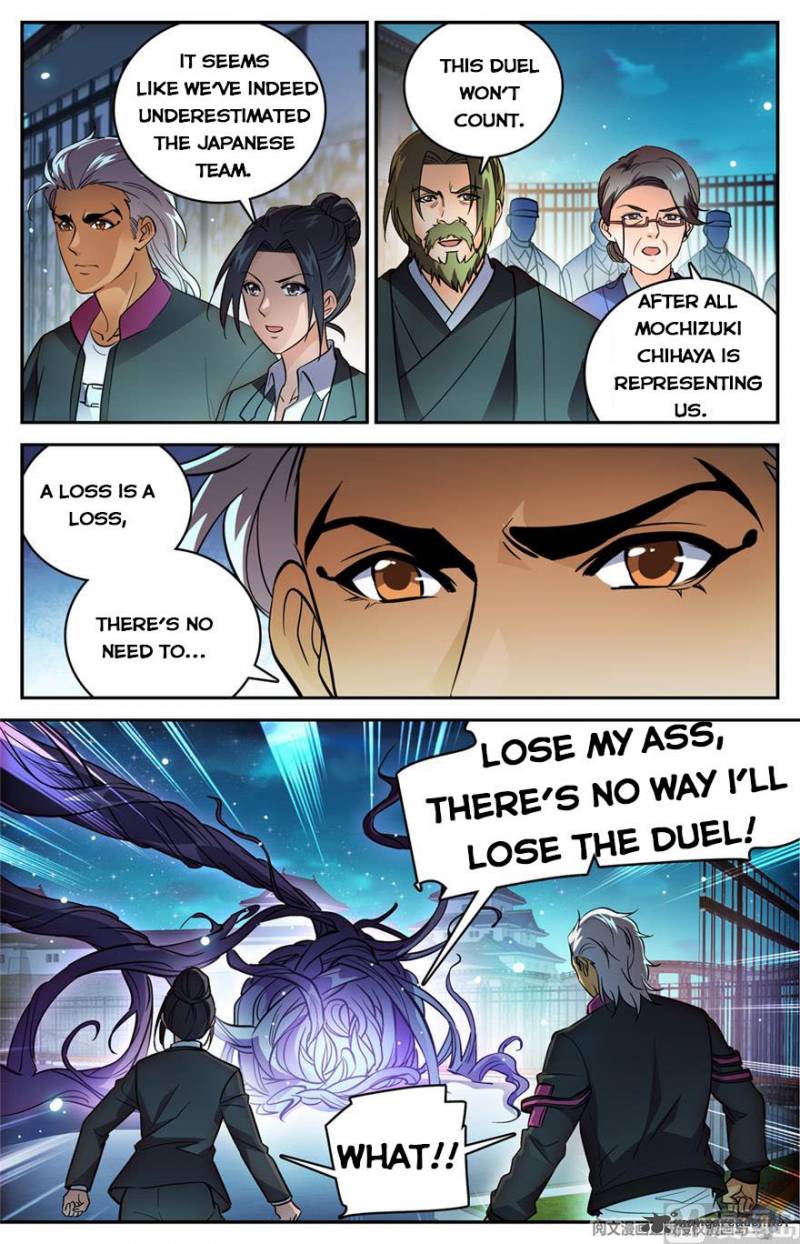 IT SEEMS
LIKE WE'VE INDEED
UNDERESTIMATED
THE JAPANESE
TEAM.
THIS DUEL
WON'T
COUNT.
AFTER ALL
MOCHIZUKI
CHIHAYA IS
REPRESENTING
US.
A LOSS IS A
LOSS,
THERE'S NO
NEED TO...
LOSE MY ASS,
THERE'S NO WAY I'LL
LOSE THE DUEL!
WHAT!!